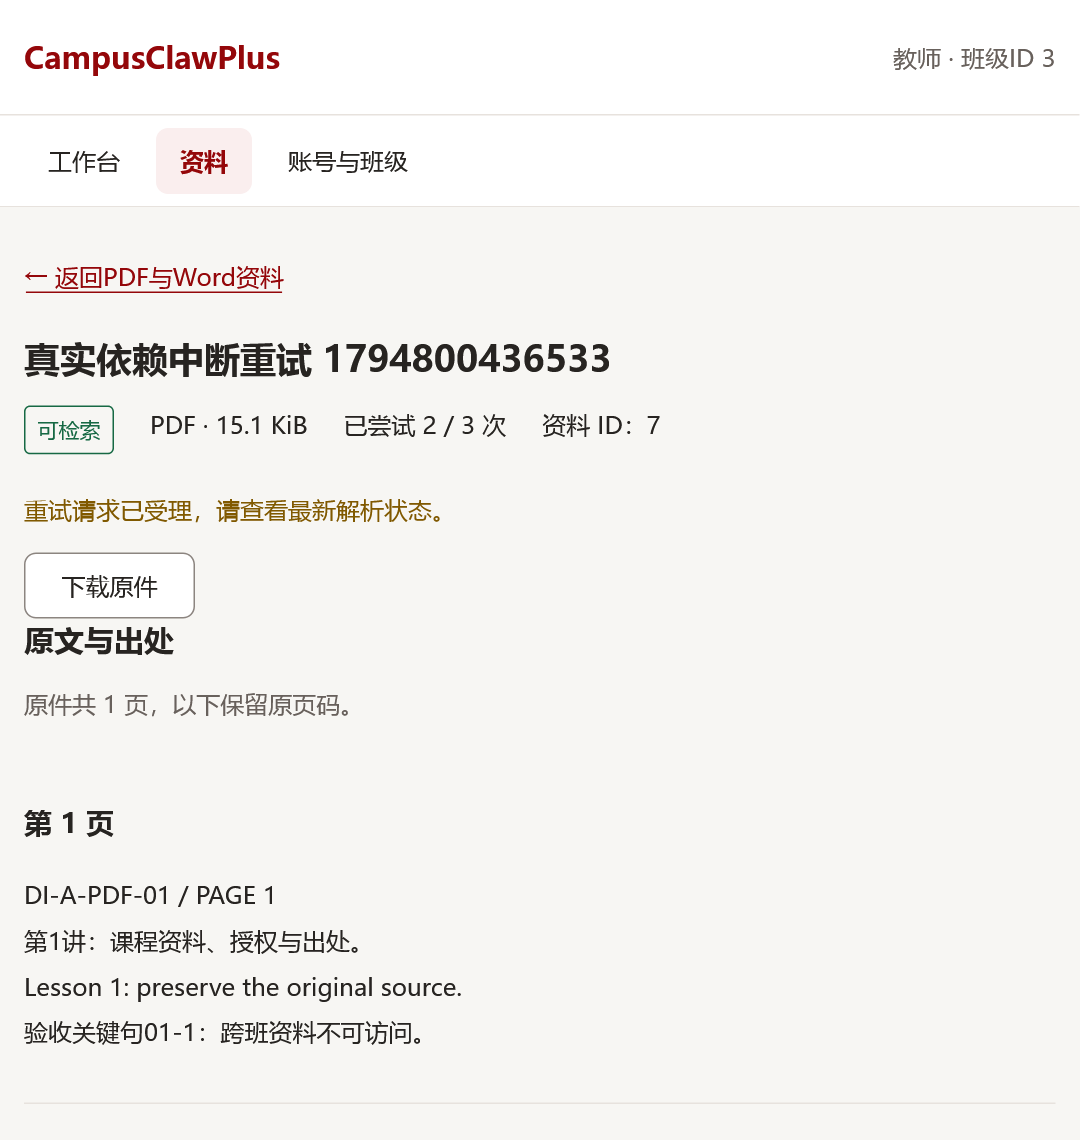 CampusClawPlus
教师 · 班级ID 3
工作台 资料 账号与班级
← 返回PDF与Word资料
真实依赖中断重试 1794800436533
可检索 PDF · 15.1 KiB 已尝试 2 / 3 次 资料 ID：7
重试请求已受理，请查看最新解析状态。
下载原件
原文与出处
原件共 1 页，以下保留原页码。
第 1 页
DI-A-PDF-01 / PAGE 1
第1讲：课程资料、授权与出处。
Lesson 1: preserve the original source.
验收关键句01-1：跨班资料不可访问。